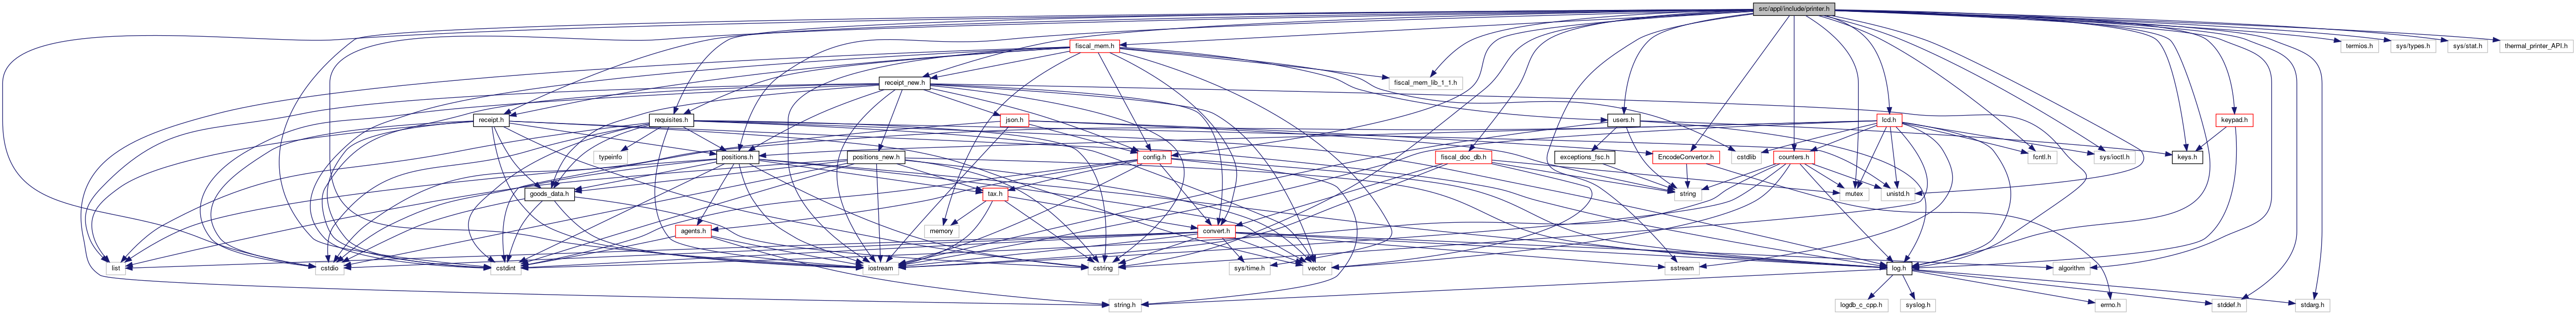 src/appl/include/printer.h
fiscal_mem.h
termios.h
sys/types.h
sys/stat.h
thermal_printer_API.h
receipt_new.h
fiscal_mem_lib_1_1.h
receipt.h
requisites.h
json.h
users.h
lcd.h
keypad.h
typeinfo
positions.h
positions_new.h
config.h
fiscal_doc_db.h
exceptions_fsc.h
EncodeConvertor.h
cstdlib
counters.h
fcntl.h
sys/ioctl.h
keys.h
goods_data.h
tax.h
string
mutex
unistd.h
agents.h
memory
convert.h
list
cstdio
cstdint
iostream
cstring
sys/time.h
vector
sstream
log.h
algorithm
string.h
logdb_c_cpp.h
syslog.h
errno.h
stddef.h
stdarg.h